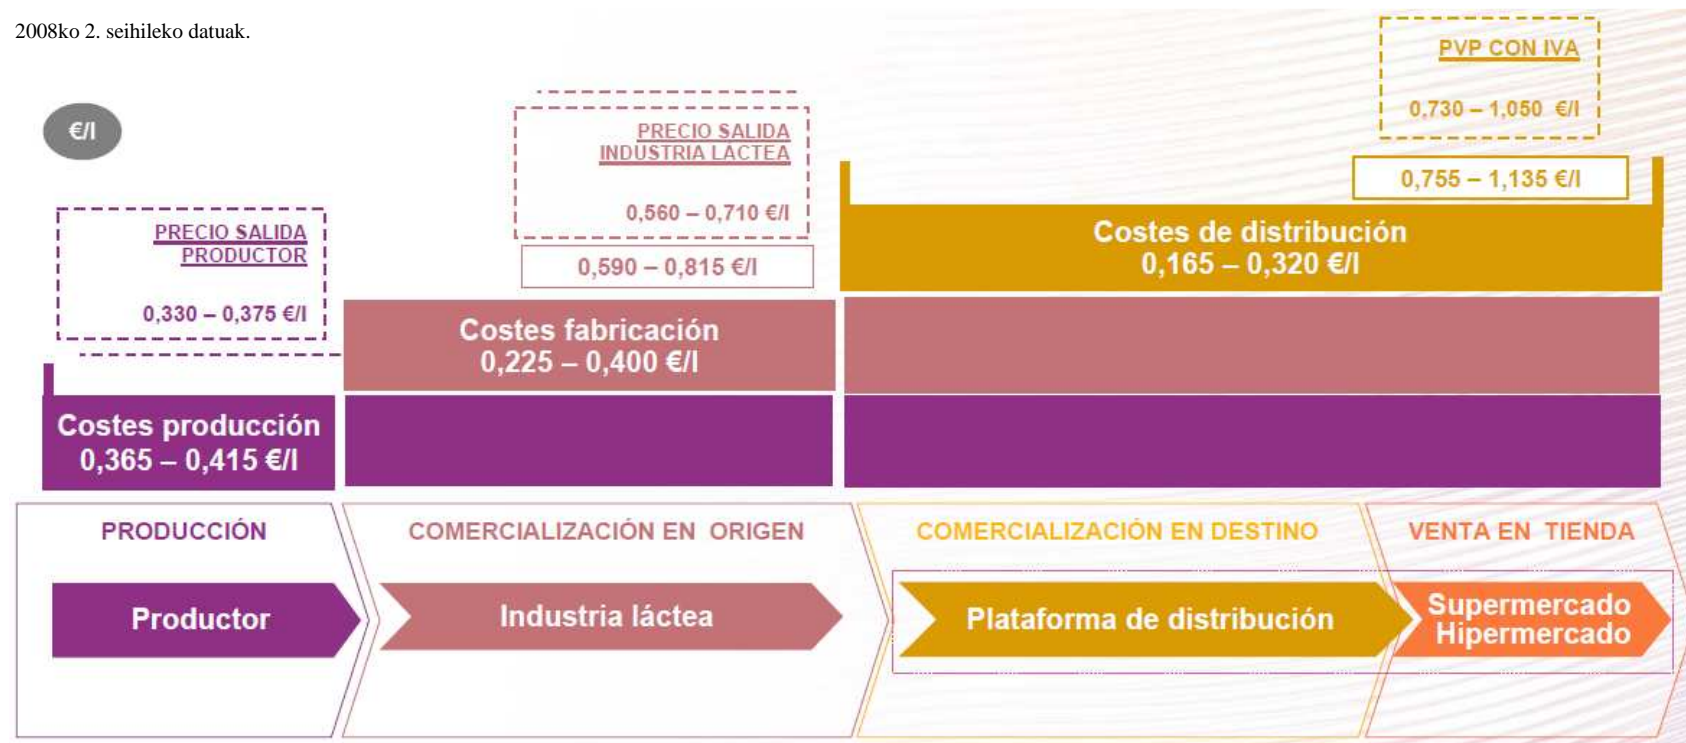 2008ko 2. seihileko datuak.
€/l
PRECIO SALIDA
PRODUCTOR
0,330 – 0,375 €/l
Costes producción
0,365 – 0,415 €/l
PRECIO SALIDA
INDUSTRIA LÁCTEA
0,560 – 0,710 €/l
0,590 – 0,815 €/l
Costes fabricación
0,225 – 0,400 €/l
PVP CON IVA
0,730 – 1,050 €/l
0,755 – 1,135 €/l
Costes de distribución
0,165 – 0,320 €/l
PRODUCCIÓN
COMERCIALIZACIÓN EN ORIGEN
COMERCIALIZACIÓN EN DESTINO
VENTA EN TIENDA
Productor
Industria láctea
Plataforma de distribución
Supermercado
Hipermercado